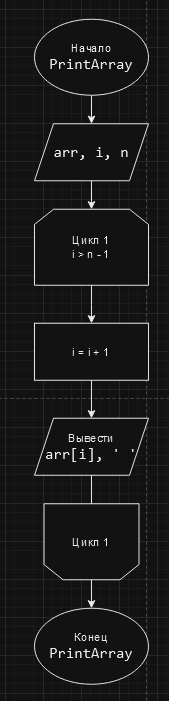 Начало
PrintArray
arr, i, n
Цикл 1
i > n - 1
i = i + 1
Вывести
arr[i], ' '
Цикл 1
Конец
PrintArray